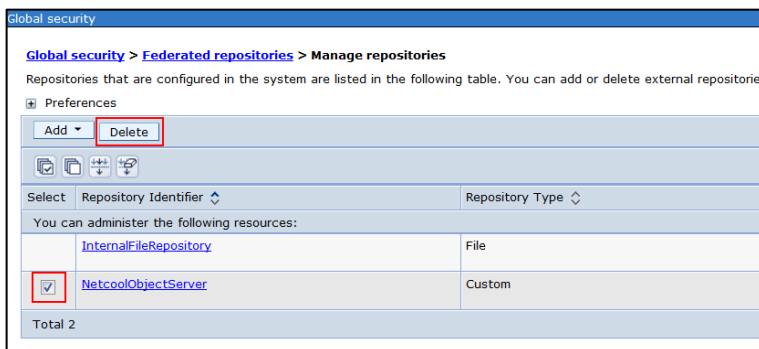 Global security
Global security > Federated repositories > Manage repositories
Repositories that are configured in the system are listed in the following table. You can add or delete external repositorie
Preferences
Add Delete
Select Repository Identifier Repository Type
You can administer the following resources:
InternalFileRepository File
NetcoolObjectServer Custom
Total 2